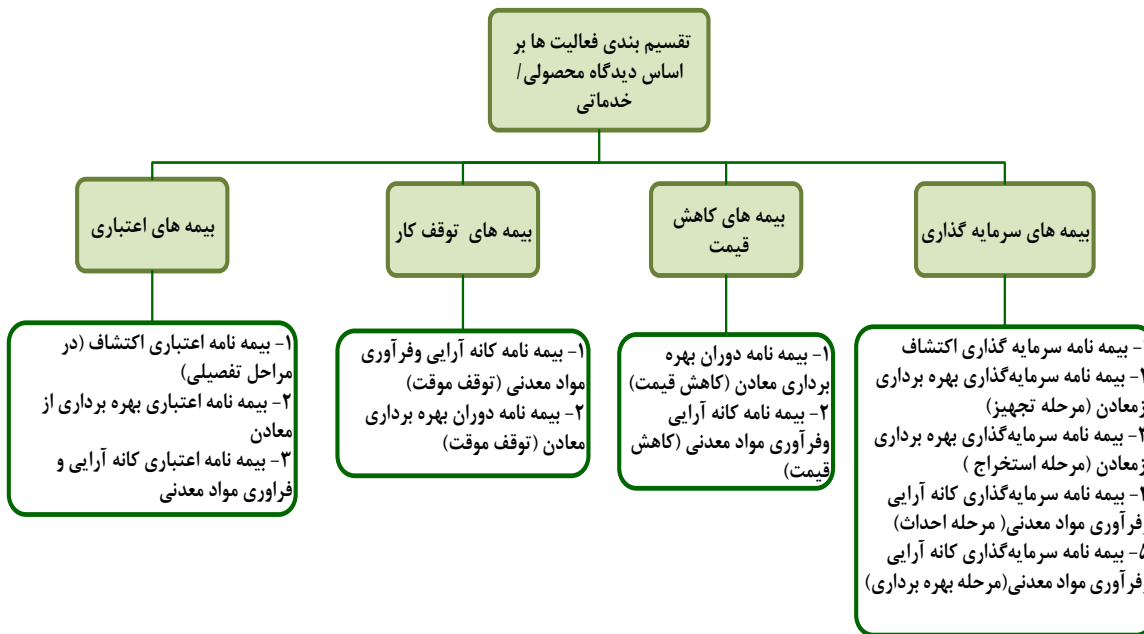 تقسیم بندی فعالیت ها بر
اساس دیدگاه محصولی/
خدماتی
بیمه های سرمایه گذاری
بیمه های کاهش
قیمت
بیمه های توقف کار
بیمه های اعتباری
بیمه نامه سرمایه گذاری اکتشاف
- بیمه نامه سرمایه‌گذاری بهره برداری
زمعادن (مرحله تجهیز)
- بیمه نامه سرمایه‌گذاری بهره برداری
زمعادن (مرحله استخراج )
- بیمه نامه سرمایه‌گذاری کانه آرایی
وفرآوری مواد معدنی( مرحله احداث)
۵- بیمه نامه سرمایه‌گذاری کانه آرایی
وفرآوری مواد معدنی(مرحله بهره برداری)
۱- بیمه نامه دوران بهره
برداری معادن (کاهش قیمت)
۲- بیمه نامه کانه آرایی
وفرآوری مواد معدنی (کاهش
قیمت)
۱- بیمه نامه کانه آرایی وفرآوری
مواد معدنی (توقف موقت)
۲- بیمه نامه دوران بهره برداری
معادن (توقف موقت)
۱- بیمه نامه اعتباری اکتشاف (در
مراحل تفصیلی)
۲- بیمه نامه اعتباری بهره برداری از
معادن
۳- بیمه نامه اعتباری کانه آرایی و
فراوری مواد معدنی